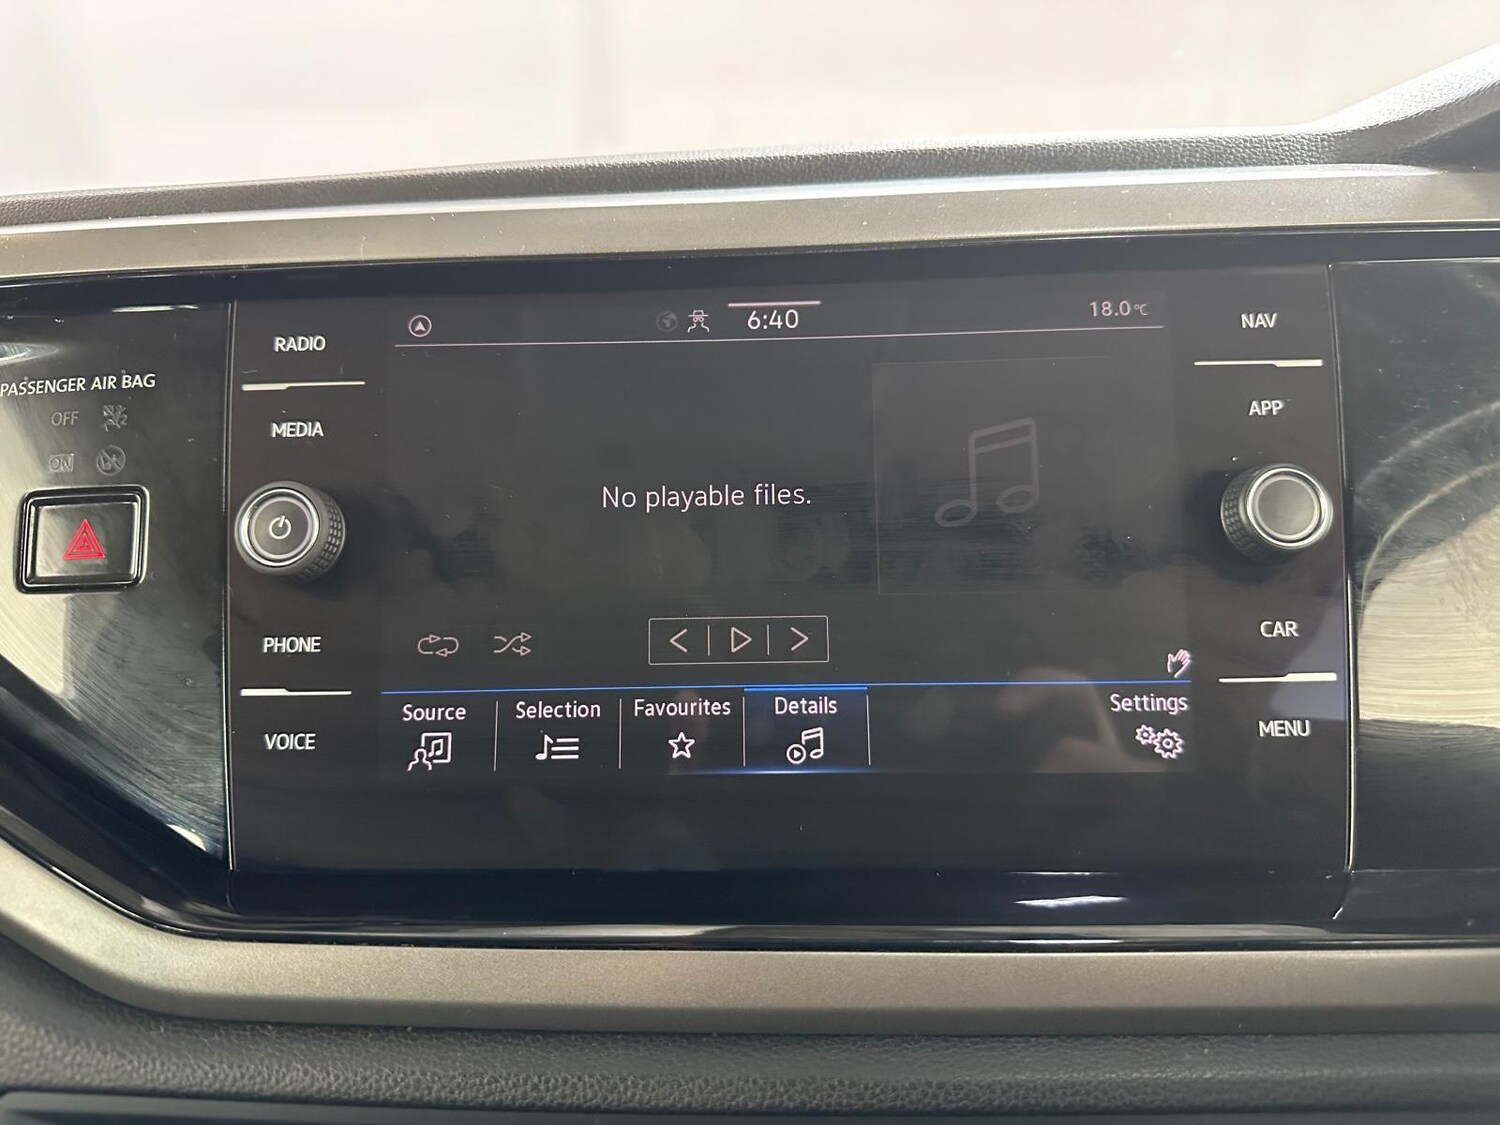 PASSENGER AIR BAG
OFF
ON
RADIO
MEDIA
PHONE
VOICE
6:40
18.0°C
No playable files.
Source
Selection
Favourites
Details
Settings
NAV
APP
CAR
MENU